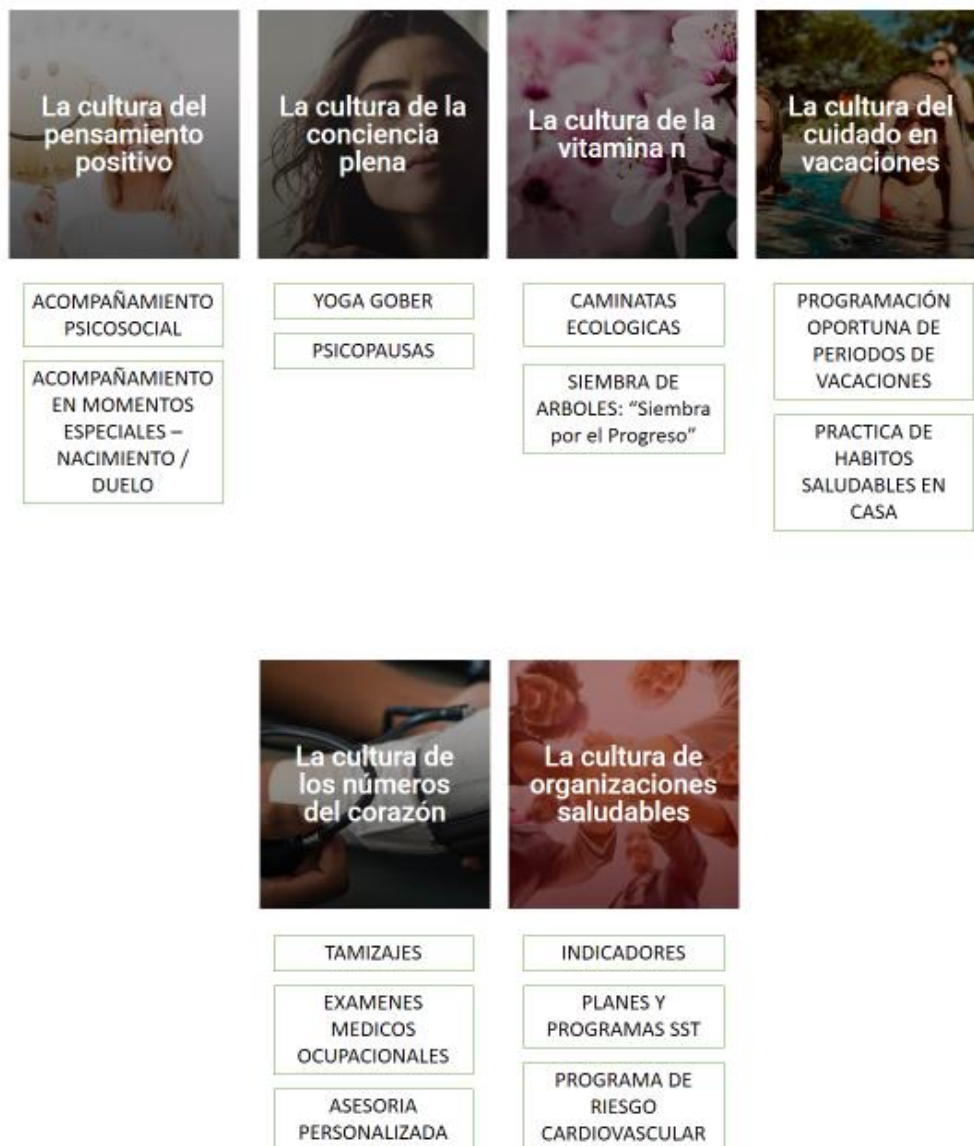 La cultura del
pensamiento
positivo
ACOMPAÑAMIENTO
PSICOSOCIAL
ACOMPAÑAMIENTO
EN MOMENTOS
ESPECIALES –
NACIMIENTO /
DUELO
La cultura de la
conciencia
plena
YOGA GOBER
PSICOPAUSAS
La cultura de la
vitamina n
CAMINATAS
ECOLOGICAS
SIEMBRA DE
ARBOLES: “Siembra
por el Progreso”
La cultura del
cuidado en
vacaciones
PROGRAMACIÓN
OPORTUNA DE
PERIODOS DE
VACACIONES
PRACTICA DE
HABITOS
SALUDABLES EN
CASA
La cultura de
los números
del corazón
TAMIZAJES
EXAMENES
MEDICOS
OCUPACIONALES
ASESORIA
PERSONALIZADA
La cultura de
organizaciones
saludables
INDICADORES
PLANES Y
PROGRAMAS SST
PROGRAMA DE
RIESGO
CARDIOVASCULAR